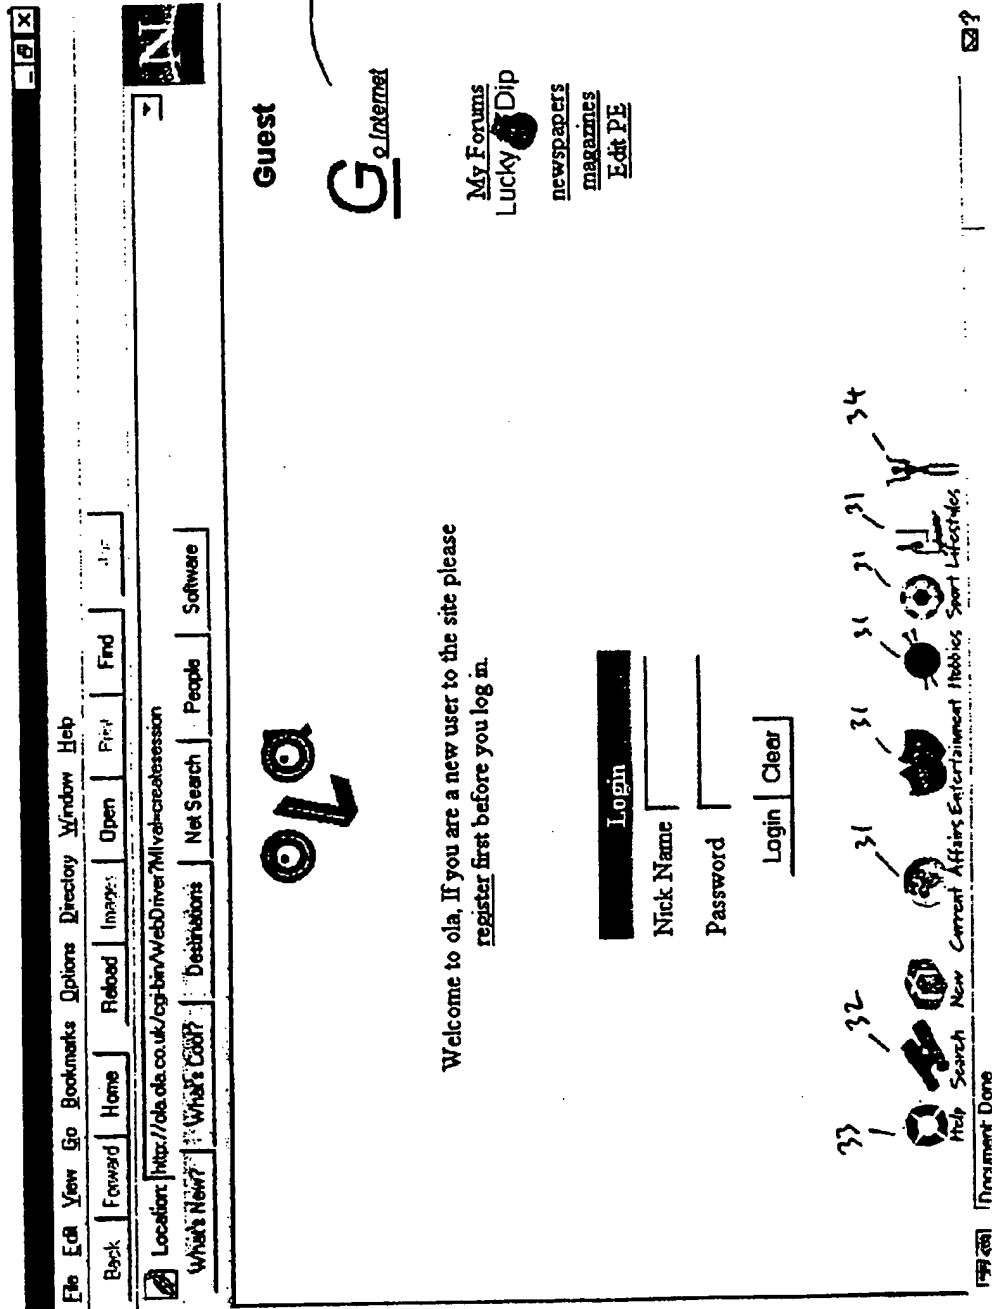 File Edit View Go Bookmarks Options Directory Window Help
Back Forward Home Reload Images Open Print Find
Location: http://ola.ola.co.uk/cgi-bin/WebDriver?MIval=createsession
What's New? What's Cool? Destinations Net Search People Software
N
Guest
ola
Go Internet
Welcome to ola, If you are a new user to the site please
register first before you log in.
My Forums
Lucky Dip
newspapers
magazines
Edit PE
Login
Nick Name
Password
Login Clear
33 32 31 31 31 31 31 34
Help Search New Current Affairs Entertainment Hobbies Sport Lifestyles
Document Done
?